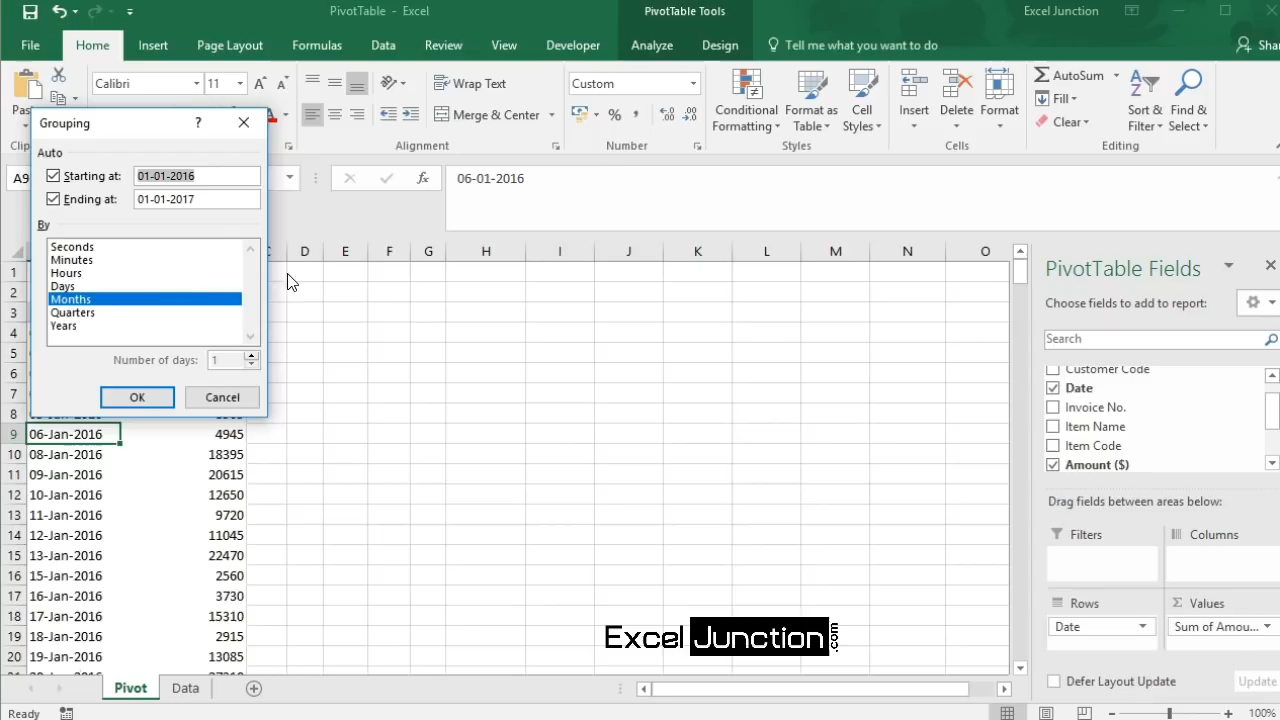 PivotTable - Excel
PivotTable Tools
Excel Junction
File
Home
Insert
Page Layout
Formulas
Data
Review
View
Developer
Analyze
Design
Tell me what you want to do
Calibri
11
Wrap Text
Merge & Center
Alignment
Custom
Number
Conditional
Formatting
Format as
Table
Cell
Styles
Styles
Insert
Delete
Format
Cells
AutoSum
Fill
Clear
Sort &
Filter
Find &
Select
Editing
Grouping
?
Auto
Starting at:
01-01-2016
Ending at:
01-01-2017
By
Seconds
Minutes
Hours
Days
Months
Quarters
Years
Number of days:
1
OK
Cancel
fx
06-01-2016
D E F G H I J K L M N O
1
2
3
4
5
6
7
8
9 06-Jan-2016 4945
10 08-Jan-2016 18395
11 09-Jan-2016 20615
12 10-Jan-2016 12650
13 11-Jan-2016 9720
14 12-Jan-2016 11045
15 13-Jan-2016 22470
16 15-Jan-2016 2560
17 16-Jan-2016 3730
18 17-Jan-2016 15310
19 18-Jan-2016 2915
20 19-Jan-2016 13085
PivotTable Fields
Choose fields to add to report:
Search
Customer Code
Date
Invoice No.
Item Name
Item Code
Amount ($)
Drag fields between areas below:
Filters
Columns
Rows
Values
Date
Sum of Amou...
Defer Layout Update
Update
Excel Junction.com
Pivot
Data
Ready
100%